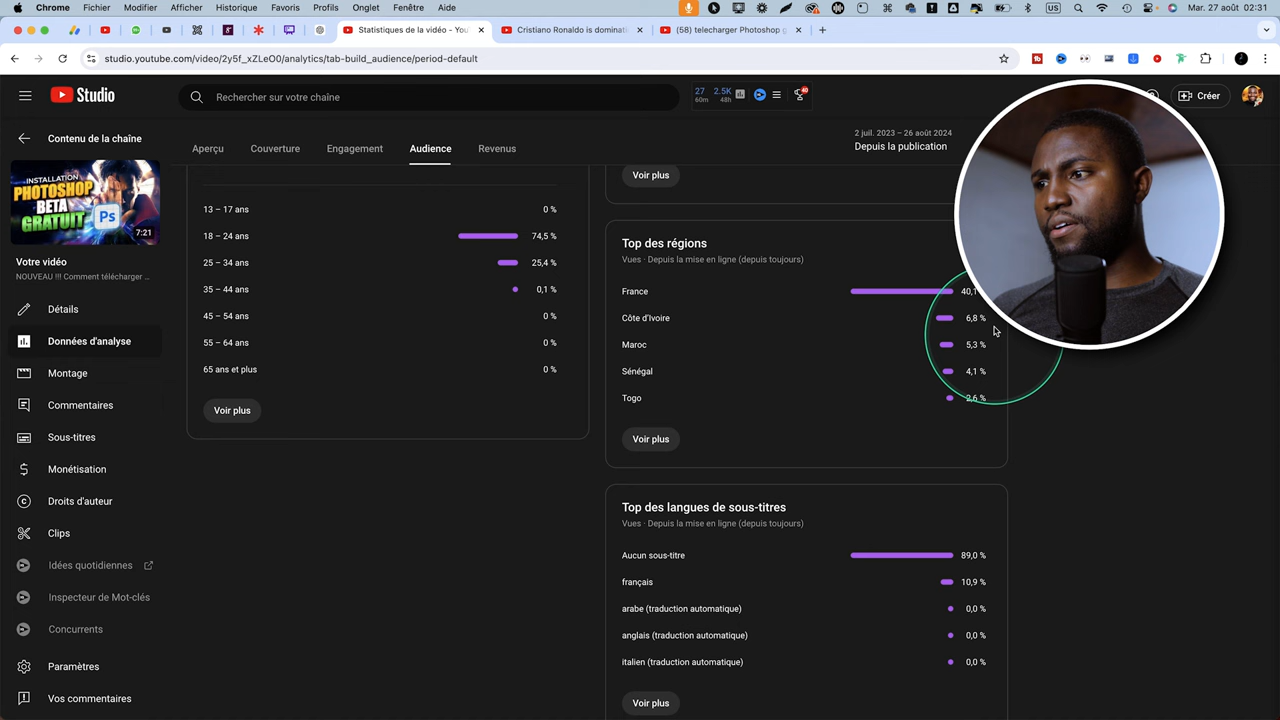 Chrome Fichier Modifier Afficher Historique Favoris Profils Onglet Fenêtre Aide
US
Mar. 27 août 02:31
Statistiques de la vidéo - You
Cristiano Ronaldo is dominati
(58) telecharger Photoshop g
studio.youtube.com/video/2y5f_xZLeO0/analytics/tab-build_audience/period-default
Studio
Rechercher sur votre chaîne
27 2.5K
60m 48h
40
Créer
Contenu de la chaîne
Aperçu Couverture Engagement Audience Revenus
2 juil. 2023 – 26 août 2024
Depuis la publication
INSTALLATION
PHOTOSHOP
BETA
GRATUIT
Ps
7:21
Votre vidéo
NOUVEAU !!! Comment télécharger ...
Détails
Données d'analyse
Montage
Commentaires
Sous-titres
Monétisation
Droits d'auteur
Clips
Idées quotidiennes
Inspecteur de Mot-clés
Concurrents
Paramètres
Vos commentaires
13 – 17 ans 0 %
18 – 24 ans 74,5 %
25 – 34 ans 25,4 %
35 – 44 ans 0,1 %
45 – 54 ans 0 %
55 – 64 ans 0 %
65 ans et plus 0 %
Voir plus
Voir plus
Top des régions
Vues · Depuis la mise en ligne (depuis toujours)
France 40,1
Côte d'Ivoire 6,8 %
Maroc 5,3 %
Sénégal 4,1 %
Togo 2,6 %
Voir plus
Top des langues de sous-titres
Vues · Depuis la mise en ligne (depuis toujours)
Aucun sous-titre 89,0 %
français 10,9 %
arabe (traduction automatique) 0,0 %
anglais (traduction automatique) 0,0 %
italien (traduction automatique) 0,0 %
Voir plus